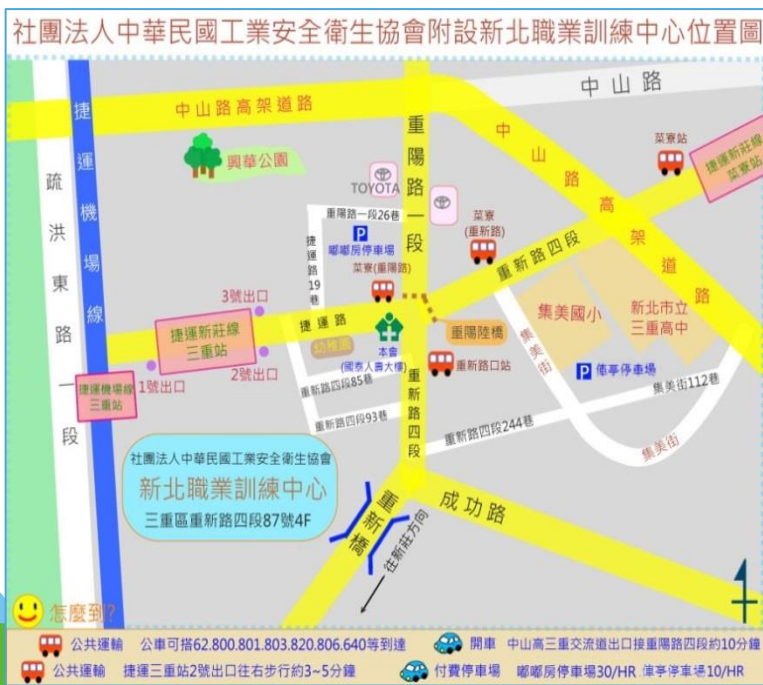 社團法人中華民國工業安全衛生協會附設新北職業訓練中心位置圖
中山路
中山路高架道路
捷運機場線
重陽路一段
中山路高架道路
菜寮站
捷運新莊線
菜寮站
興華公園
TOYOTA
疏洪東路一段
重陽路一段26巷
菜寮
(重新路)
P
嘟嘟房停車場
捷運路19巷
菜寮(重陽路)
重新路四段
3號出口
集美國小
新北市立
三重高中
捷運新莊線
三重站
捷運路
重陽陸橋
幼稚園
本會
(國泰人壽大樓)
重新路口站
集美街
P
俥亭停車場
1號出口
2號出口
捷運機場線
三重站
重新路四段85巷
重新路四段
集美街112巷
重新路四段93巷
重新路四段244巷
集美街
社團法人中華民國工業安全衛生協會
新北職業訓練中心
三重區重新路四段87號4F
重新橋
成功路
往新莊方向
怎麼到?
公共運輸 公車可搭62.800.801.803.820.806.640等到達
開車 中山高三重交流道出口接重陽路四段約10分鐘
公共運輸 捷運三重站2號出口往右步行約3~5分鐘
付費停車場 嘟嘟房停車場30/HR 俥亭停車場10/HR